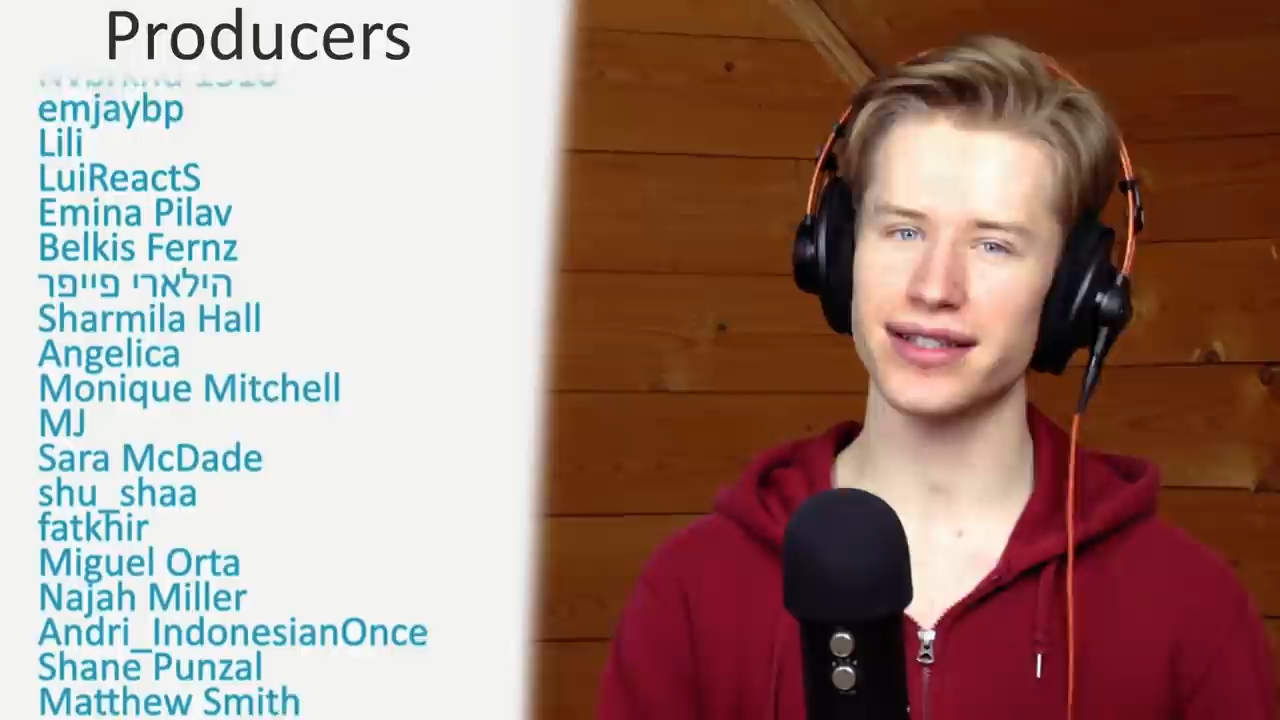 Producers
emjaybp
Lili
LuiReactS
Emina Pilav
Belkis Fernz
הילארי פייפר
Sharmila Hall
Angelica
Monique Mitchell
MJ
Sara McDade
shu_shaa
fatkhir
Miguel Orta
Najah Miller
Andri_IndonesianOnce
Shane Punzal
Matthew Smith